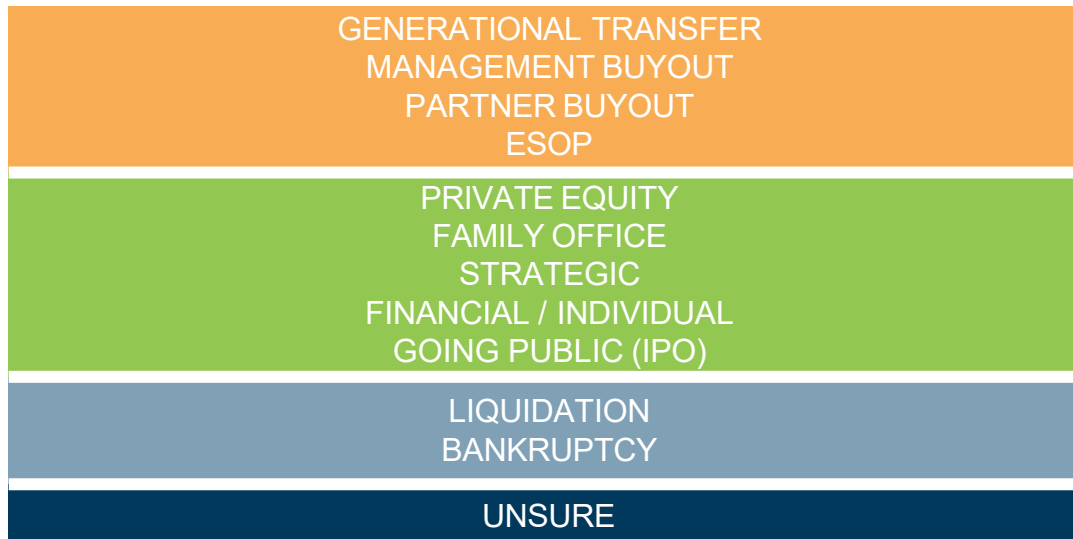 GENERATIONAL TRANSFER
MANAGEMENT BUYOUT
PARTNER BUYOUT
ESOP
PRIVATE EQUITY
FAMILY OFFICE
STRATEGIC
FINANCIAL / INDIVIDUAL
GOING PUBLIC (IPO)
LIQUIDATION
BANKRUPTCY
UNSURE